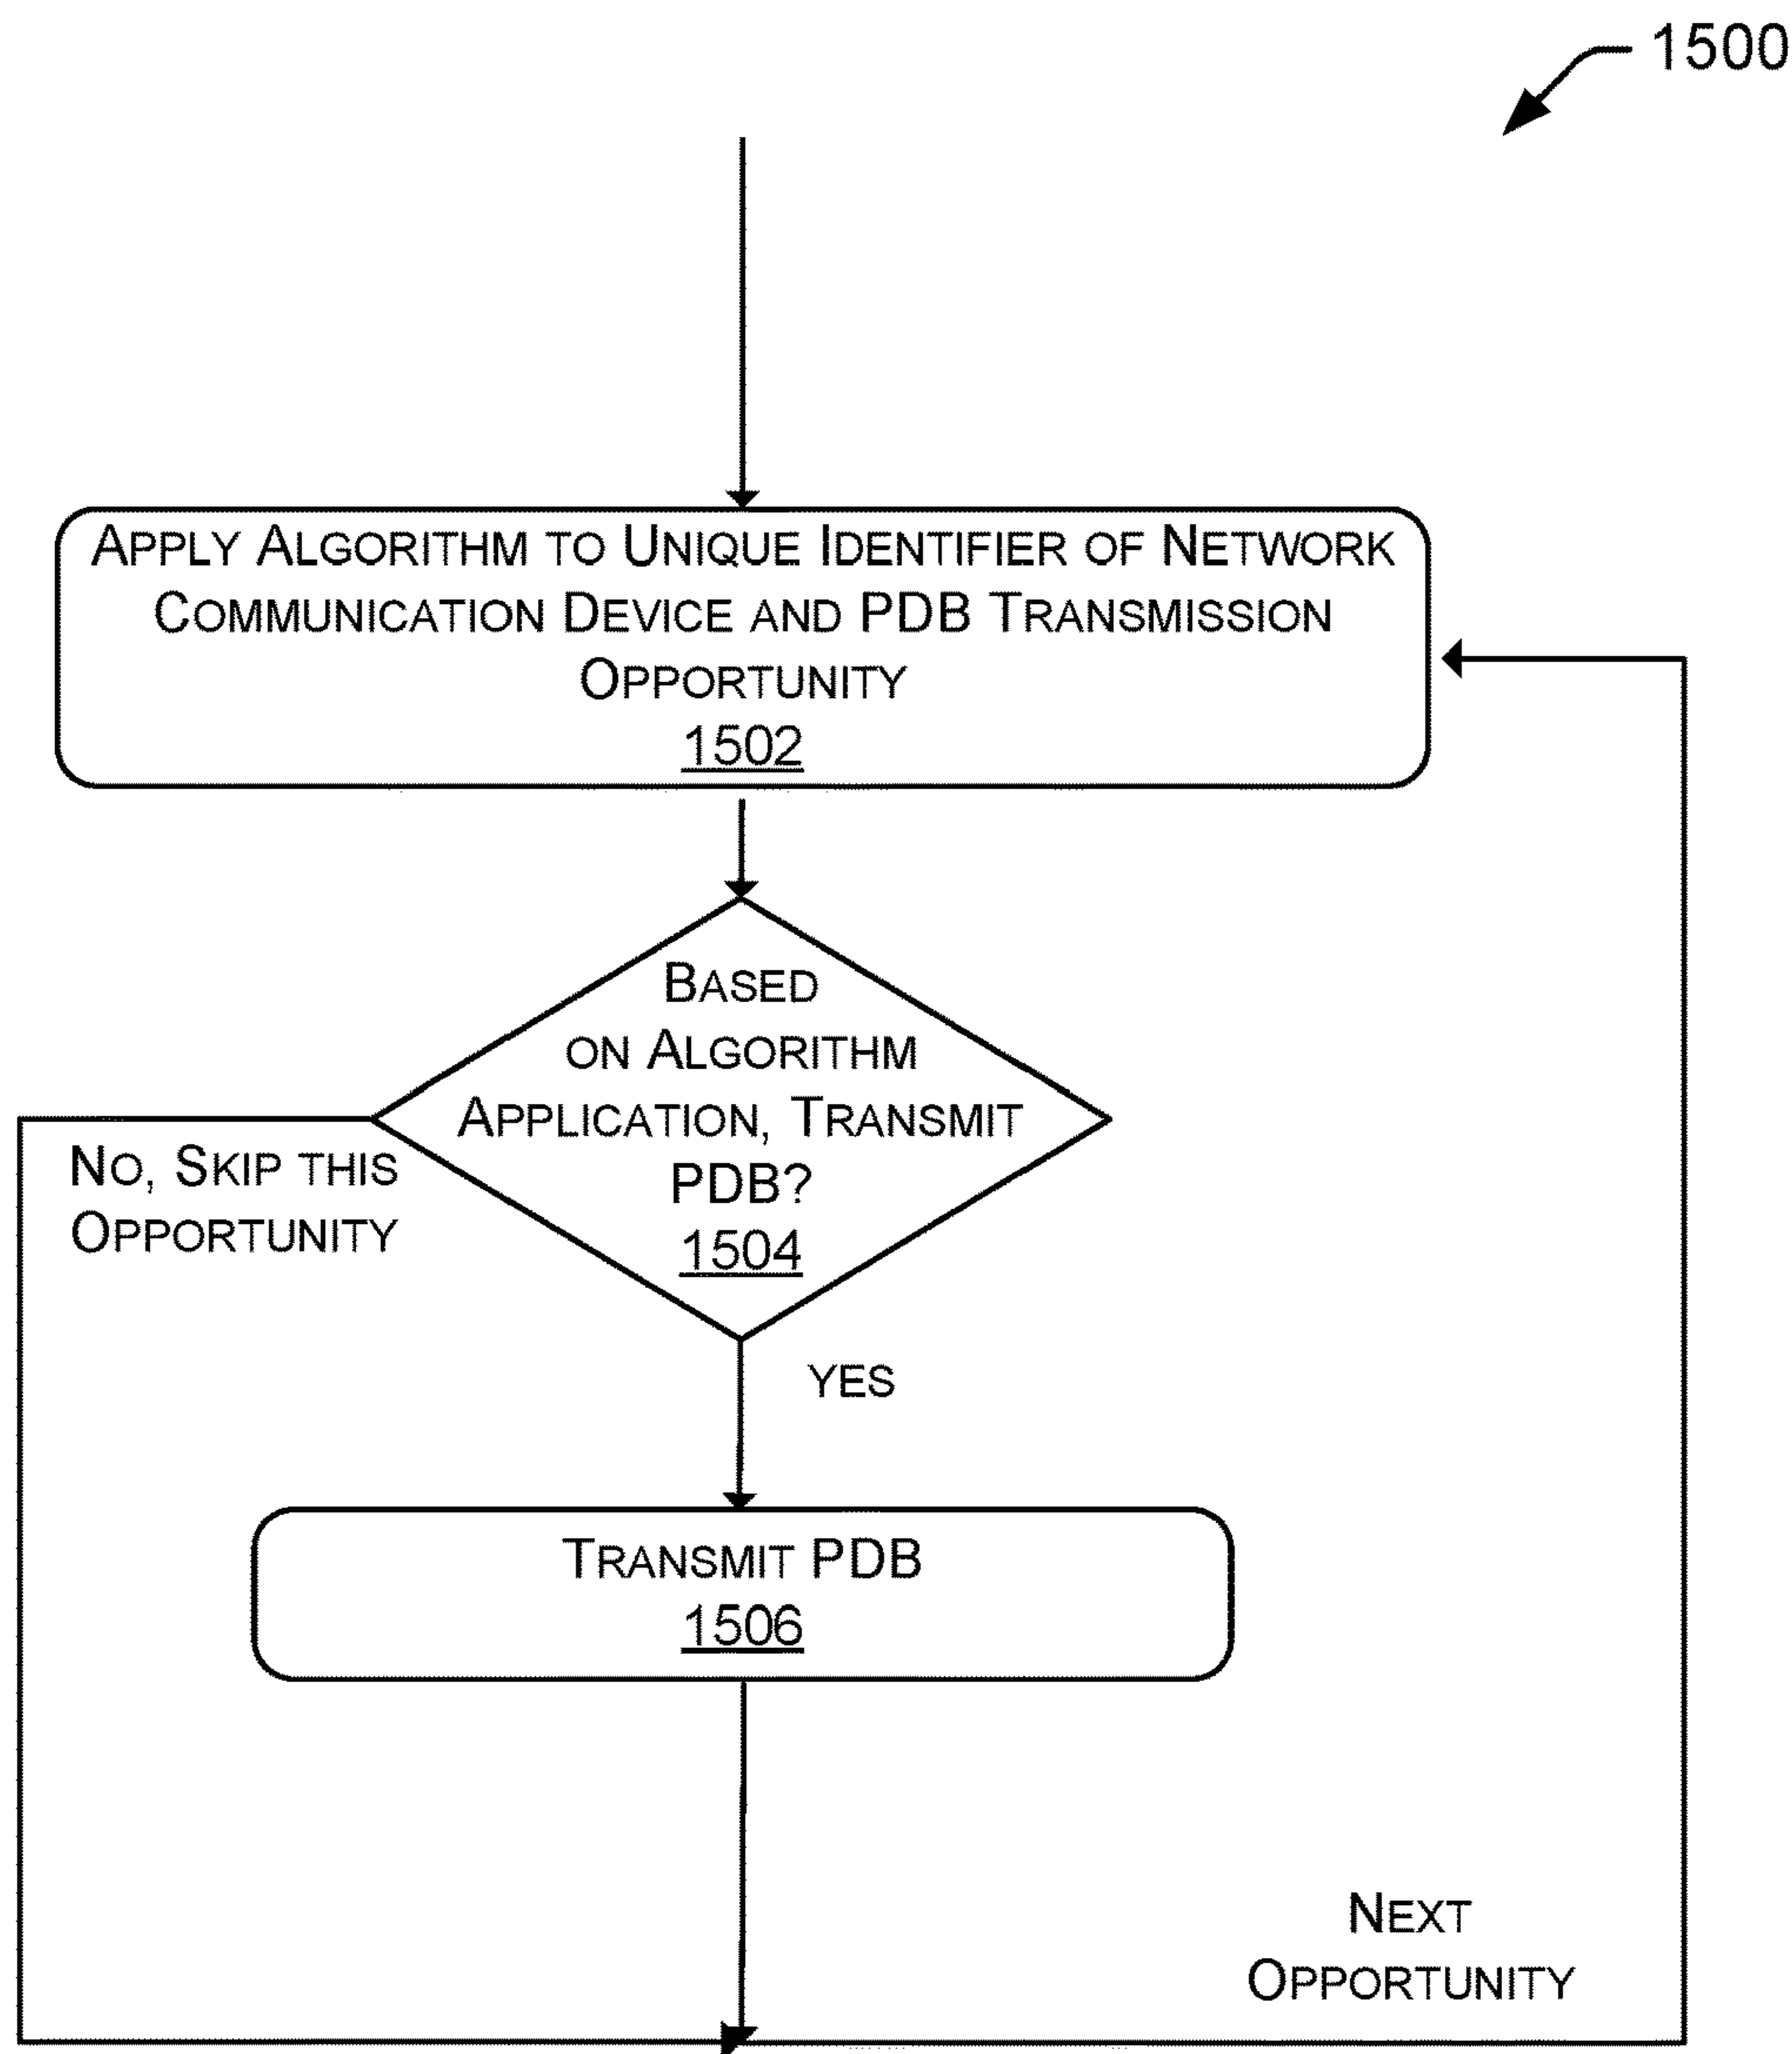 1500
Apply Algorithm to Unique Identifier of Network
Communication Device and PDB Transmission
Opportunity
1502
Based
on Algorithm
Application, Transmit
PDB?
1504
No, Skip this
Opportunity
yes
Transmit PDB
1506
Next
Opportunity